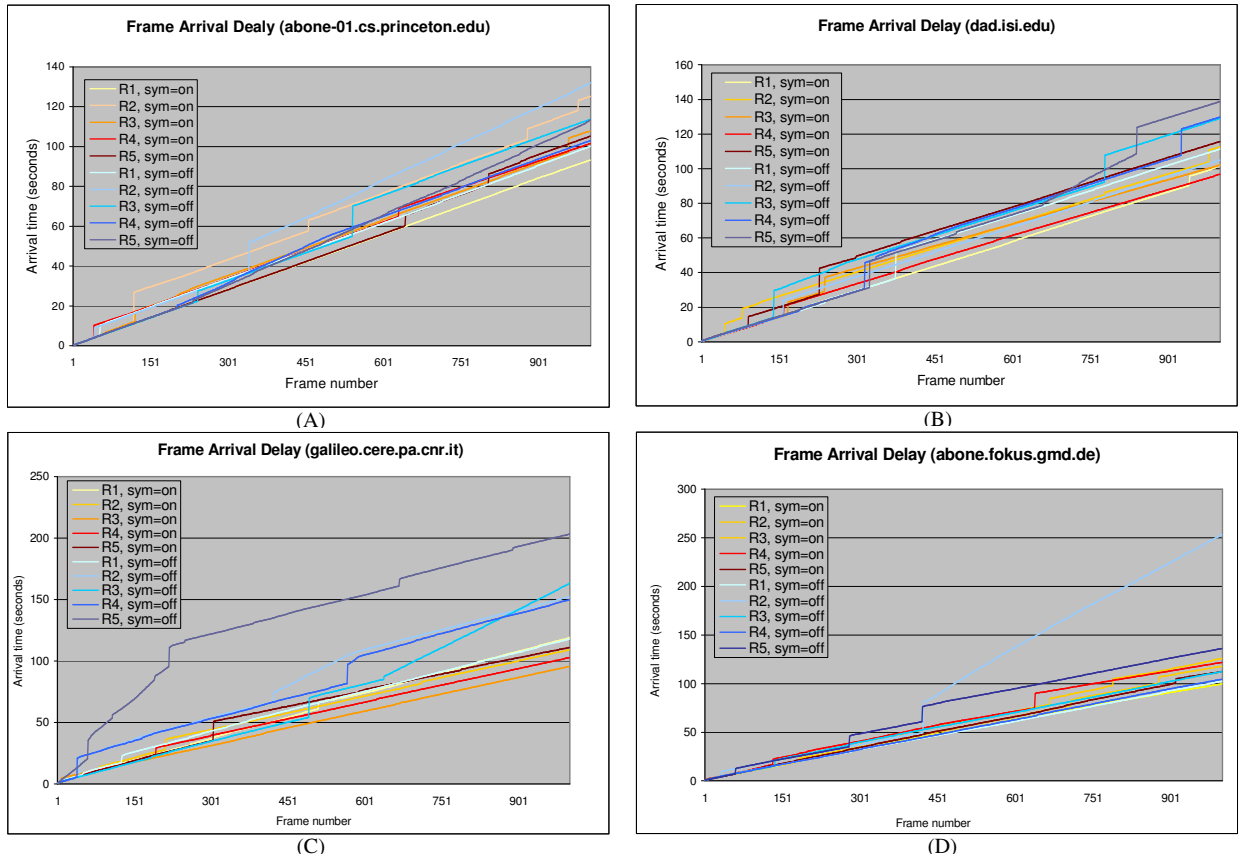 Frame Arrival Dealy (abone-01.cs.princeton.edu)
Arrival time (seconds)
140
120
100
80
60
40
20
0
R1, sym=on
R2, sym=on
R3, sym=on
R4, sym=on
R5, sym=on
R1, sym=off
R2, sym=off
R3, sym=off
R4, sym=off
R5, sym=off
1 151 301 451 601 751 901
Frame number
(A)
Frame Arrival Delay (dad.isi.edu)
Arrival time (seconds)
160
140
120
100
80
60
40
20
0
R1, sym=on
R2, sym=on
R3, sym=on
R4, sym=on
R5, sym=on
R1, sym=off
R2, sym=off
R3, sym=off
R4, sym=off
R5, sym=off
1 151 301 451 601 751 901
Frame number
(B)
Frame Arrival Delay (galileo.cere.pa.cnr.it)
Arrival time (seconds)
250
200
150
100
50
0
R1, sym=on
R2, sym=on
R3, sym=on
R4, sym=on
R5, sym=on
R1, sym=off
R2, sym=off
R3, sym=off
R4, sym=off
R5, sym=off
1 151 301 451 601 751 901
Frame number
(C)
Frame Arrival Delay (abone.fokus.gmd.de)
Arrival time (seconds)
300
250
200
150
100
50
0
R1, sym=on
R2, sym=on
R3, sym=on
R4, sym=on
R5, sym=on
R1, sym=off
R2, sym=off
R3, sym=off
R4, sym=off
R5, sym=off
1 151 301 451 601 751 901
Frame number
(D)